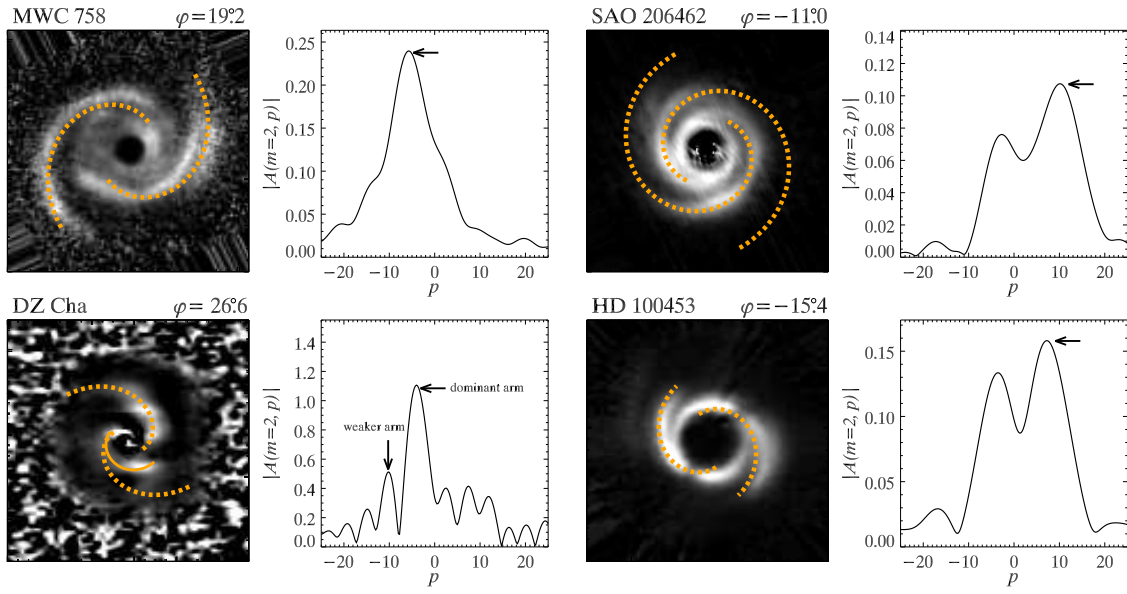 MWC 758 φ= 19°.2
0.25
0.20
0.15
0.10
0.05
0.00
|A(m=2, p)|
−20 −10 0 10 20
p
SAO 206462 φ=−11°.0
0.14
0.12
0.10
0.08
0.06
0.04
0.02
0.00
|A(m=2, p)|
−20 −10 0 10 20
p
DZ Cha φ= 26°.6
1.4
1.2
1.0
0.8
0.6
0.4
0.2
0.0
|A(m=2, p)|
dominant arm
weaker arm
−20 −10 0 10 20
p
HD 100453 φ=−15°.4
0.15
0.10
0.05
0.00
|A(m=2, p)|
−20 −10 0 10 20
p